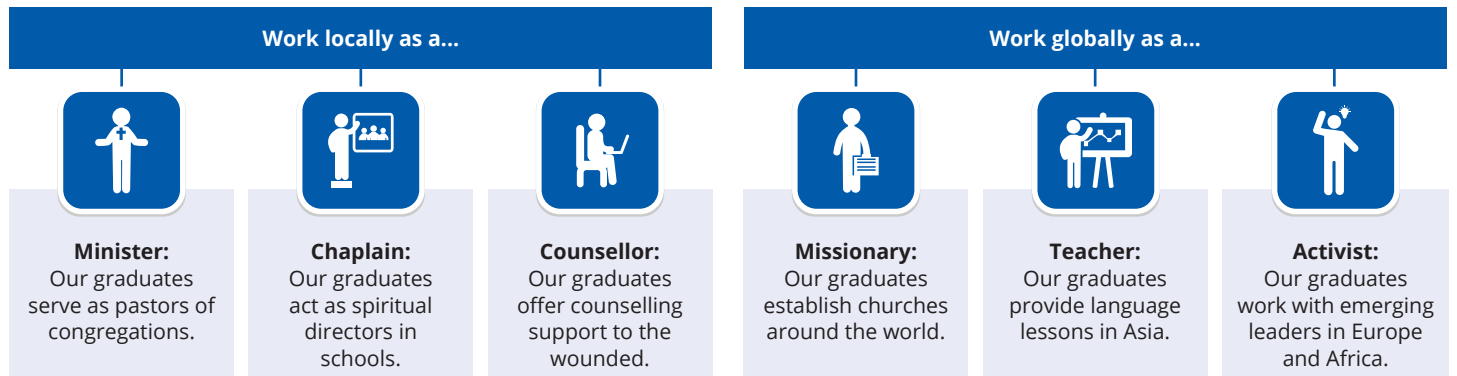 Work locally as a...
Work globally as a...
Minister:
Our graduates
serve as pastors of
congregations.
Chaplain:
Our graduates
act as spiritual
directors in
schools.
Counsellor:
Our graduates
offer counselling
support to the
wounded.
Missionary:
Our graduates
establish churches
around the world.
Teacher:
Our graduates
provide language
lessons in Asia.
Activist:
Our graduates
work with emerging
leaders in Europe
and Africa.